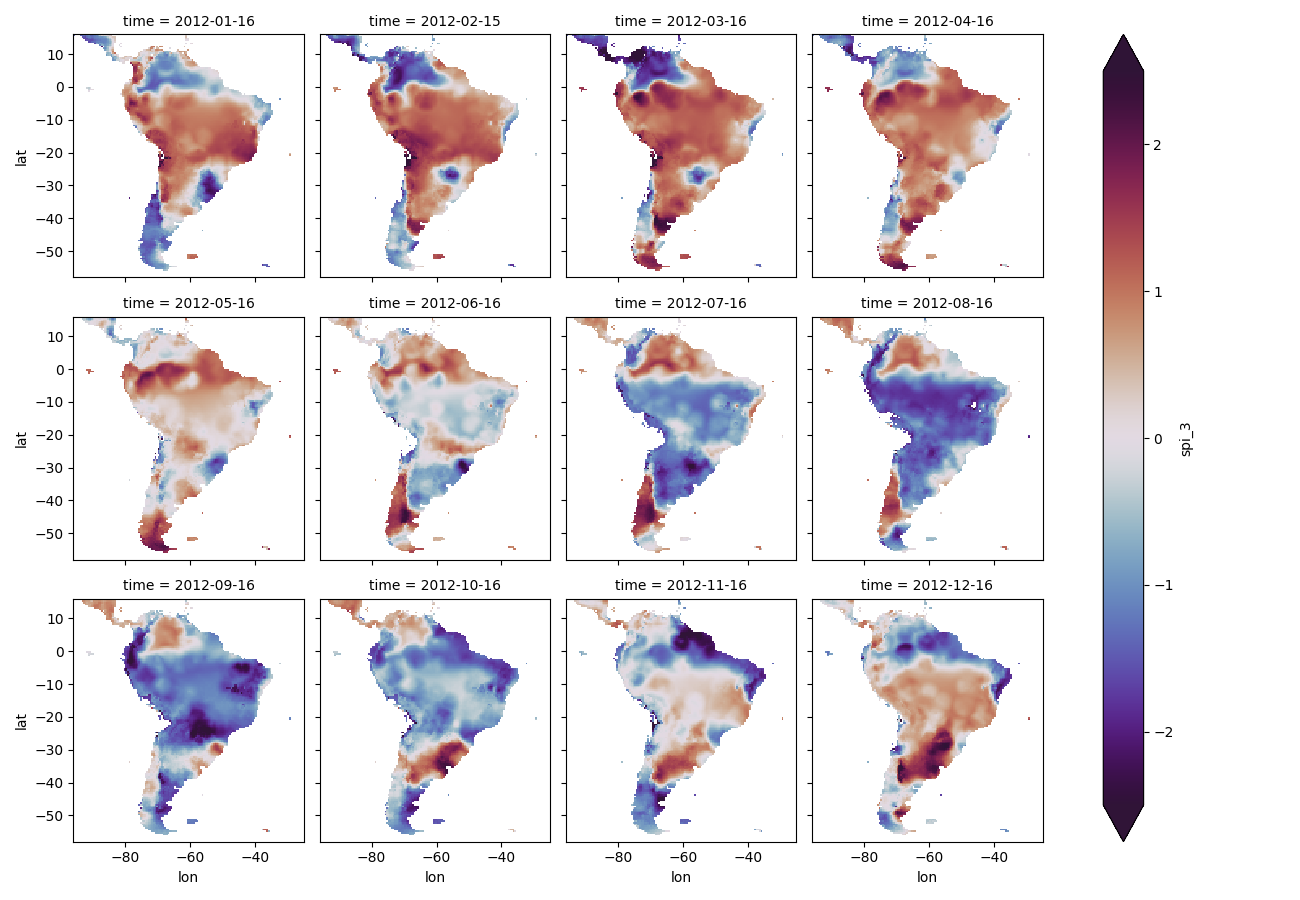 time = 2012-01-16
time = 2012-02-15
time = 2012-03-16
time = 2012-04-16
10
0
−10
−20
−30
−40
−50
lat
time = 2012-05-16
time = 2012-06-16
time = 2012-07-16
time = 2012-08-16
10
0
−10
−20
−30
−40
−50
lat
time = 2012-09-16
time = 2012-10-16
time = 2012-11-16
time = 2012-12-16
10
0
−10
−20
−30
−40
−50
lat
−80 −60 −40
lon
−80 −60 −40
lon
−80 −60 −40
lon
−80 −60 −40
lon
2
1
0
−1
−2
spi_3